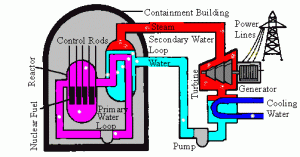 Containment Building
Power
Lines
Steam
Control Rods
Secondary Water
Loop
Water
Reactor
Turbine
Generator
Nuclear Fuel
Primary
Water
Loop
Cooling
Water
Pump